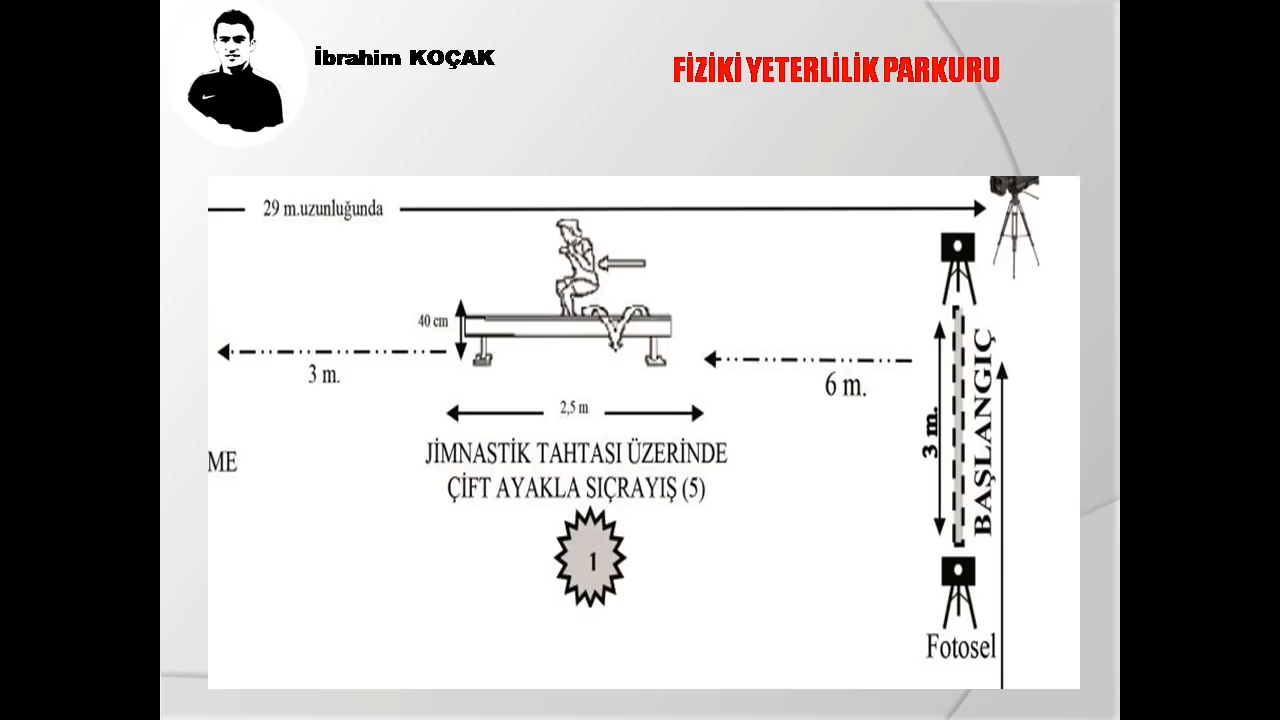 İbrahim KOÇAK
FİZİKİ YETERLİLİK PARKURU
29 m.uzunluğunda
40 cm
3 m.
6 m.
2,5 m
3 m.
BAŞLANGIÇ
ME
JİMNASTİK TAHTASI ÜZERİNDE
ÇİFT AYAKLA SIÇRAYIŞ (5)
1
Fotosel